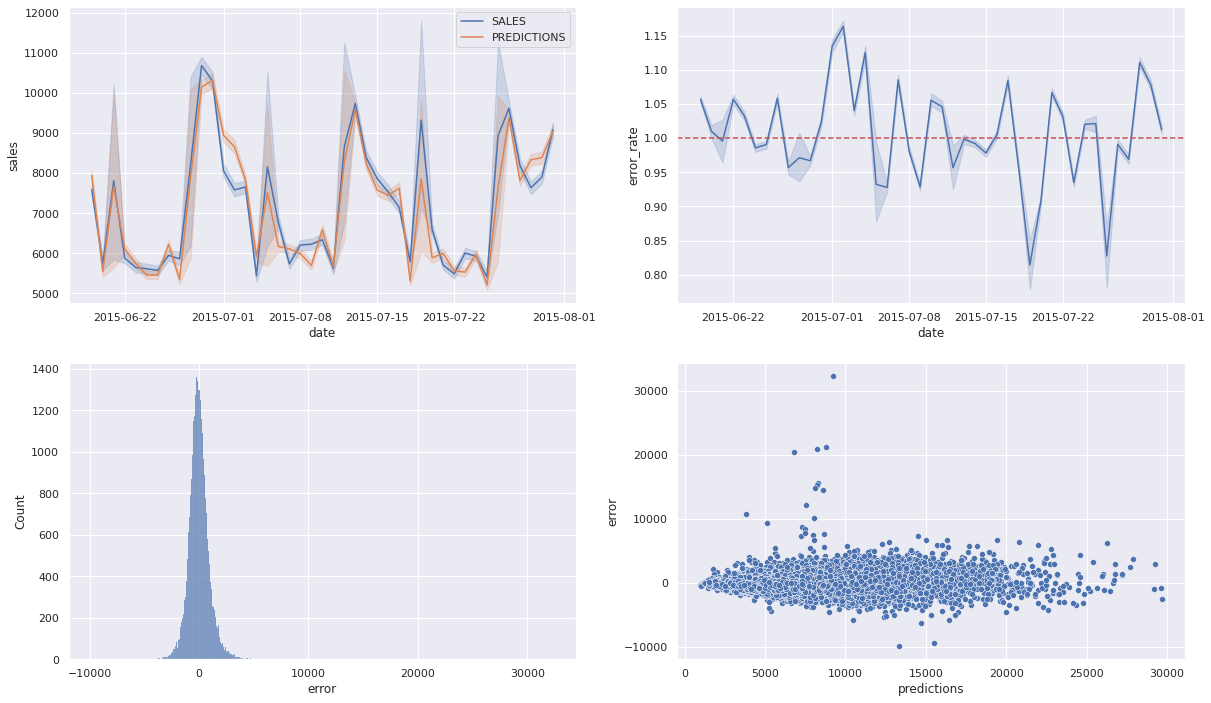 12000
11000
10000
9000
8000
7000
6000
5000
sales
SALES
PREDICTIONS
2015-06-22 2015-07-01 2015-07-08 2015-07-15 2015-07-22 2015-08-01
date
1.15
1.10
1.05
1.00
0.95
0.90
0.85
0.80
error_rate
2015-06-22 2015-07-01 2015-07-08 2015-07-15 2015-07-22 2015-08-01
date
1400
1200
1000
800
600
400
200
0
Count
−10000 0 10000 20000 30000
error
30000
20000
10000
0
−10000
error
0 5000 10000 15000 20000 25000 30000
predictions